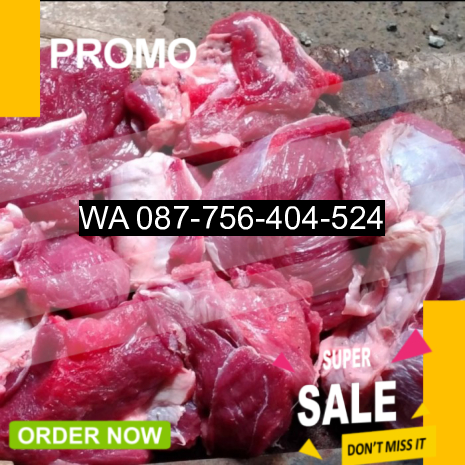 PROMO
WA 087-756-404-524
SUPER
SALE
DON'T MISS IT
ORDER NOW